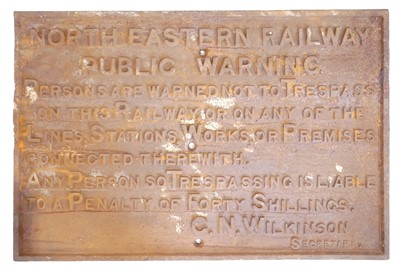 NORTH EASTERN RAILWAY
PUBLIC WARNING
PERSONS ARE WARNED NOT TO TRESPASS
ON THIS RAILWAY, OR ON ANY OF THE
LINES, STATIONS, WORKS, OR PREMISES
CONNECTED THEREWITH.
ANY PERSON SO TRESPASSING IS LIABLE
TO A PENALTY OF FORTY SHILLINGS.
C. N. WILKINSON
SECRETARY.